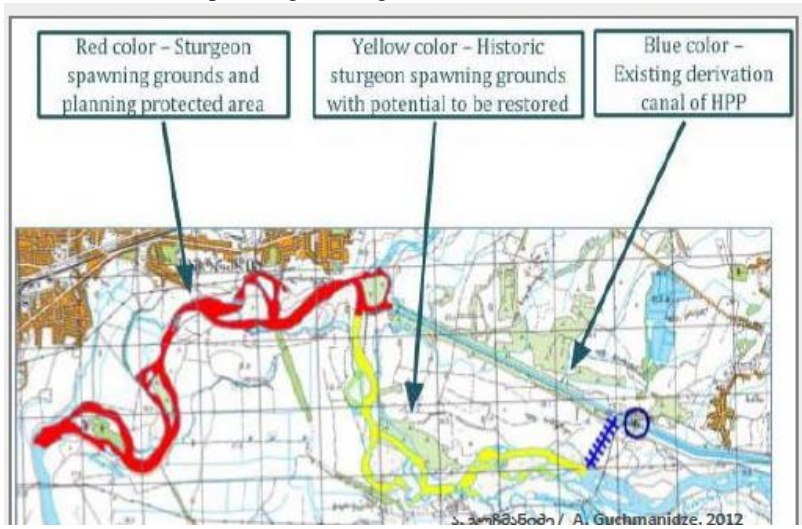 Red color – Sturgeon
spawning grounds and
planning protected area
Yellow color – Historic
sturgeon spawning grounds
with potential to be restored
Blue color –
Existing derivation
canal of HPP
ა. გუჩმანიძე / A. Guchmanidze, 2012